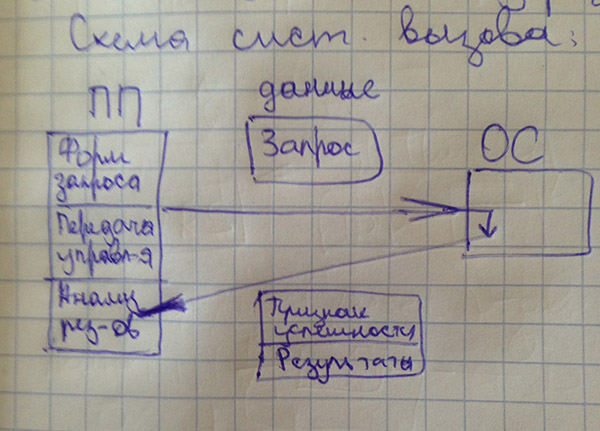 Схема сист. вызова:
ПП
данные
ОС
Запрос
Форм
запроса
Передача
управл-я
Анализ
рез-ов
Признак
успешности
Результаты